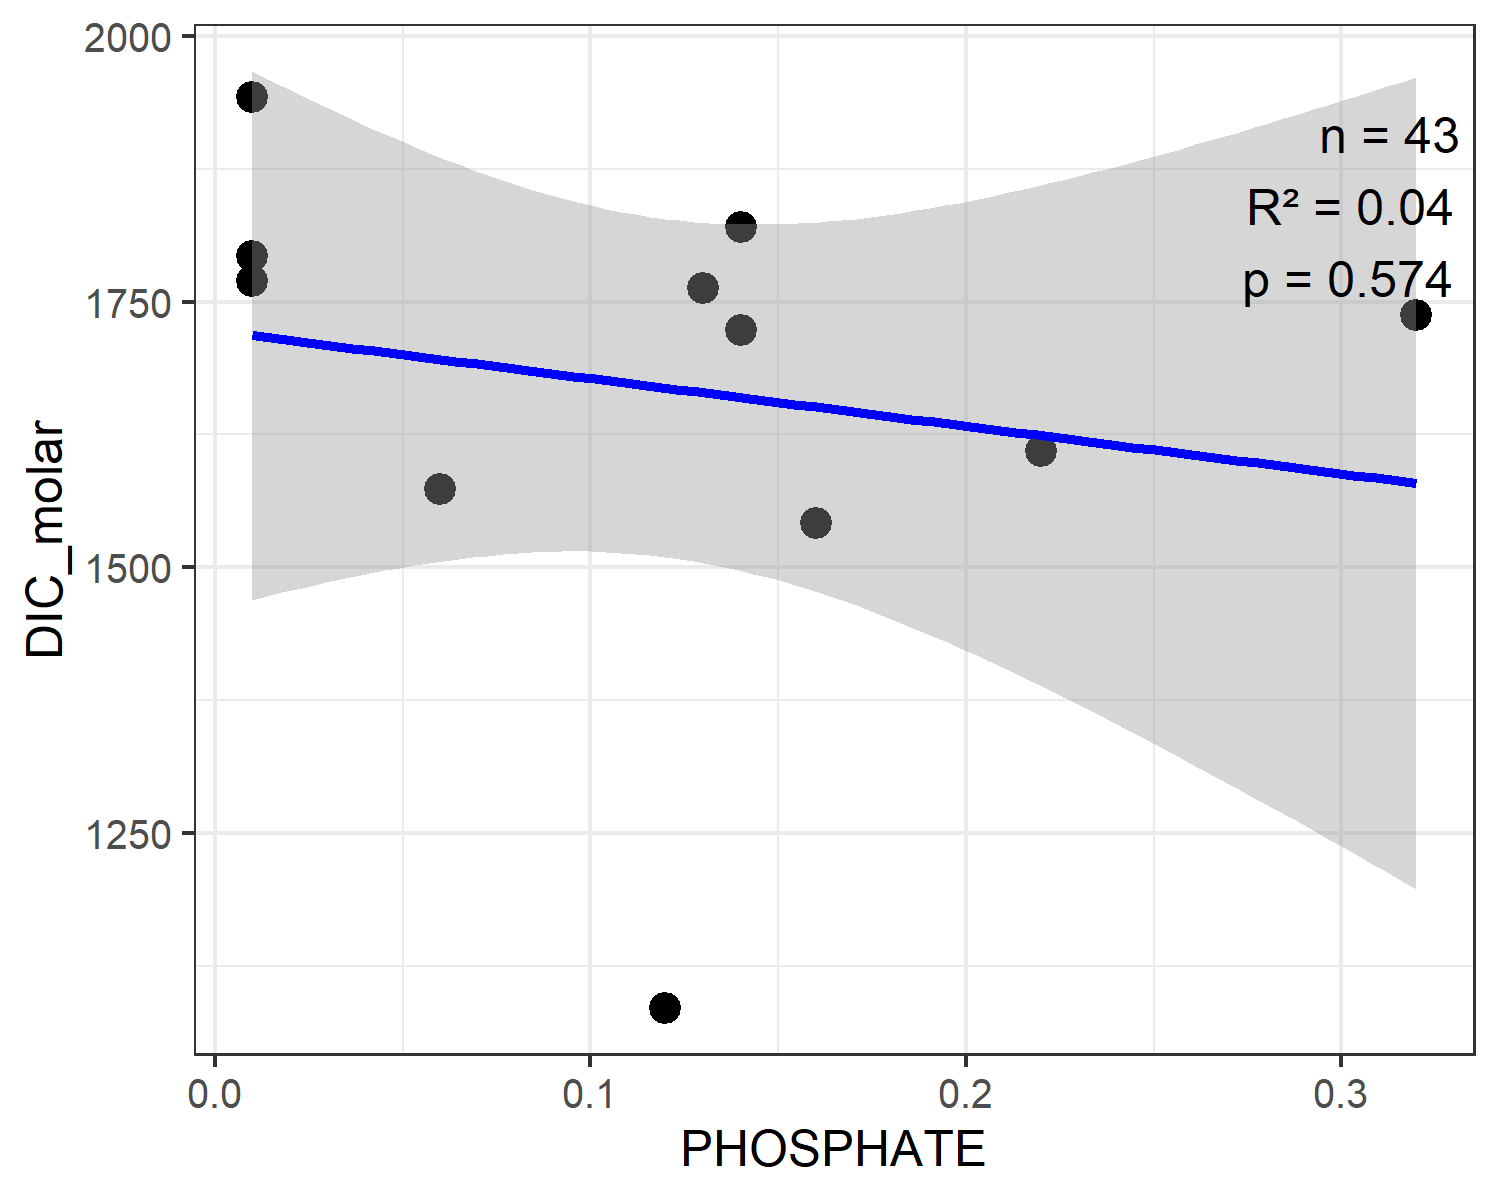 2000
1750
1500
1250
DIC_molar
n = 43
R² = 0.04
p = 0.574
0.0
0.1
0.2
0.3
PHOSPHATE